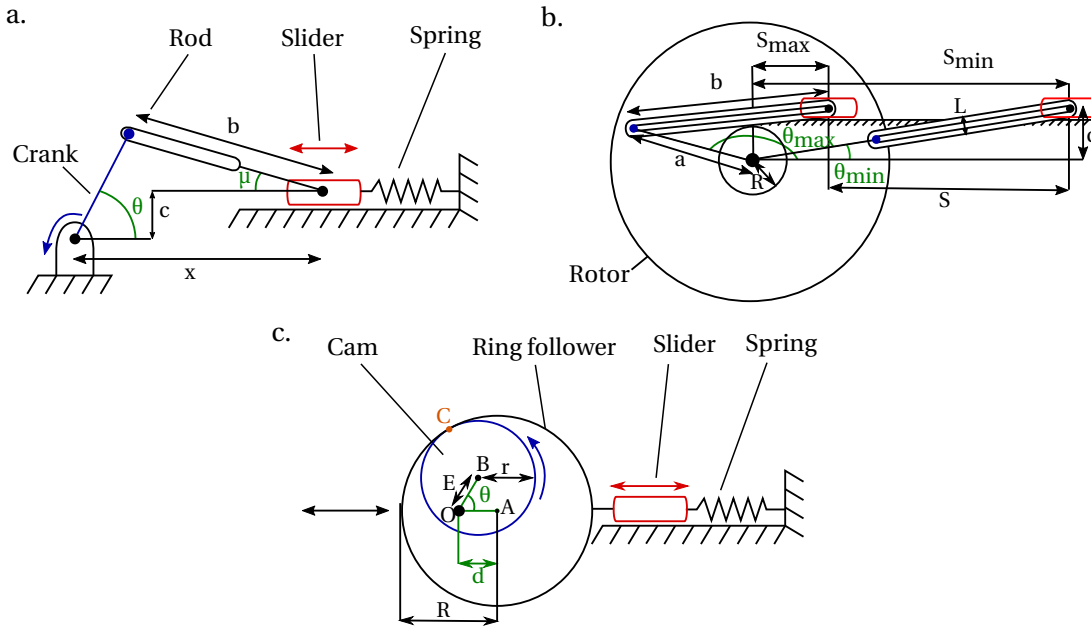 a.
Rod
Slider
Spring
b
Crank
μ
θ
c
x
b.
Smax
Smin
b
L
θmax
a
θmin
R
S
Rotor
c.
Cam
Ring follower
Slider
Spring
C
B
r
E
θ
O
A
d
R